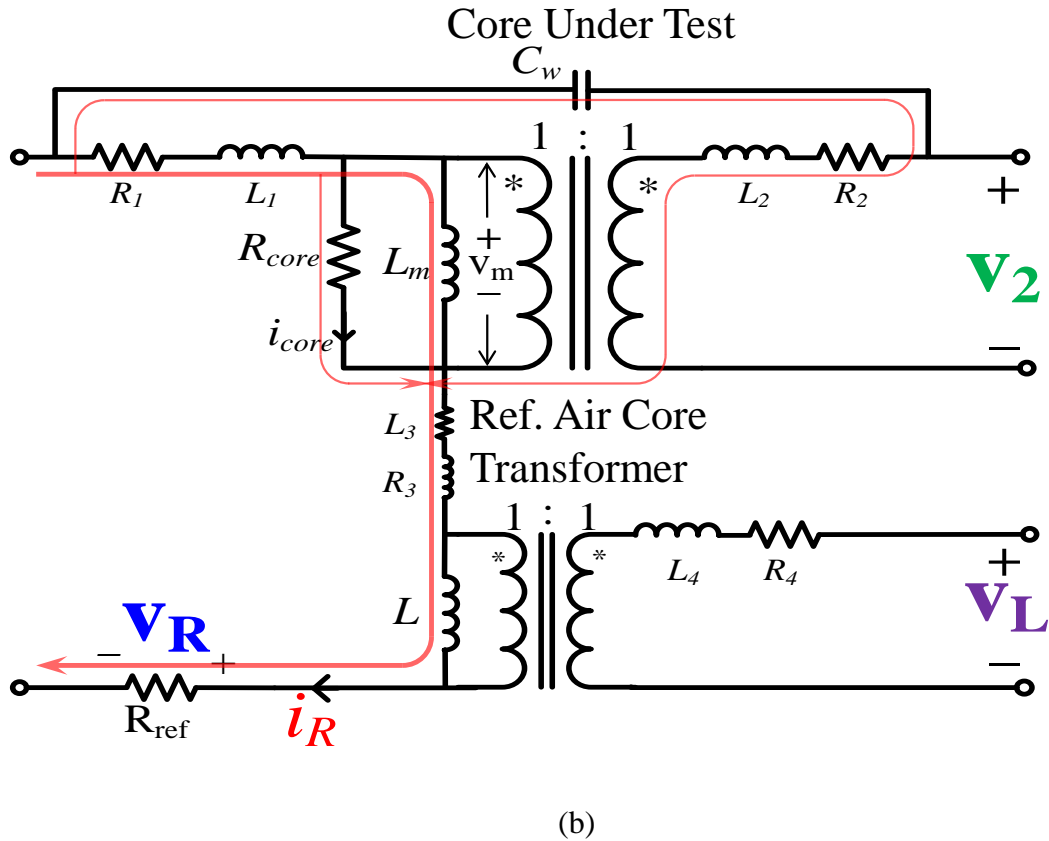 Core Under Test
C_w
1 : 1
* *
R_1 L_1 L_2 R_2
+
R_core L_m + v_m − v_2
i_core
−
L_3 Ref. Air Core
R_3 Transformer
1 : 1
* *
L_4 R_4
+
L v_L
v_R
− +
−
R_ref i_R
(b)